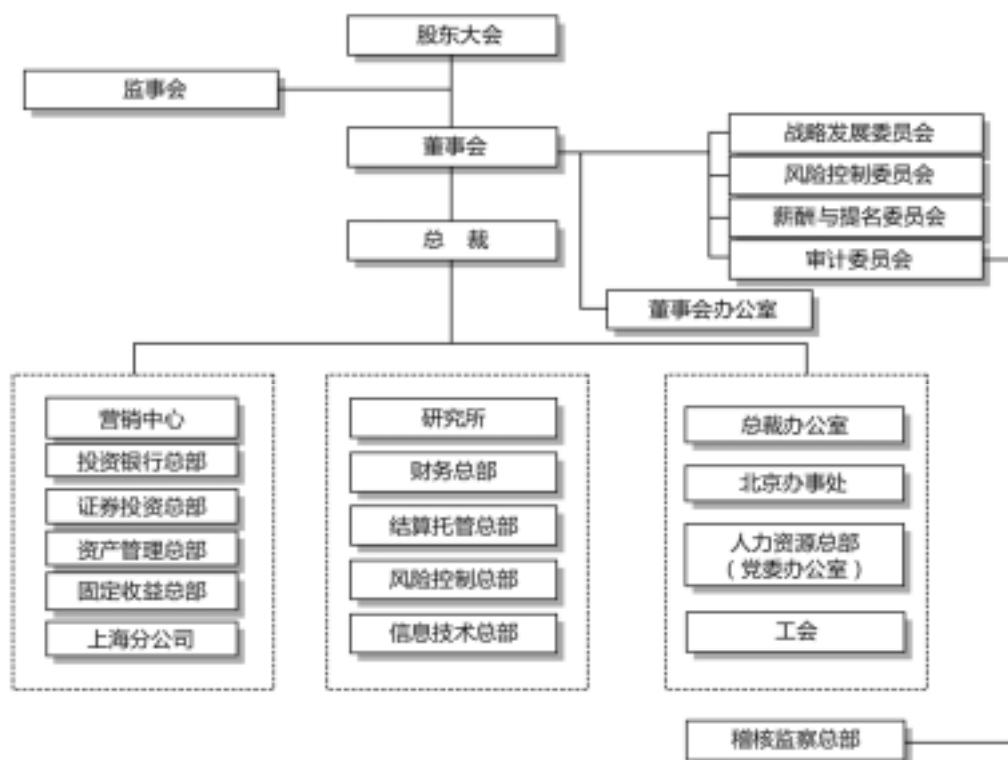 股东大会
监事会
董事会
战略发展委员会
风险控制委员会
薪酬与提名委员会
审计委员会
总 裁
董事会办公室
营销中心
投资银行总部
证券投资总部
资产管理总部
固定收益总部
上海分公司
研究所
财务总部
结算托管总部
风险控制总部
信息技术总部
总裁办公室
北京办事处
人力资源总部
（党委办公室）
工会
稽核监察总部